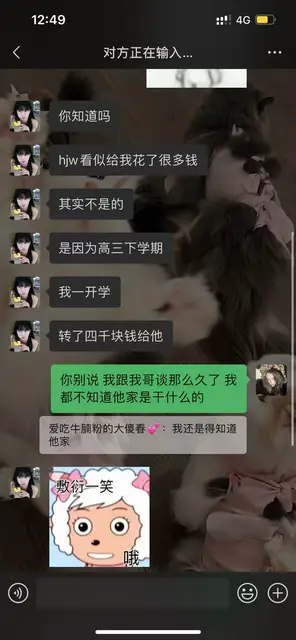 12:49
4G
对方正在输入...
你知道吗
hjw看似给我花了很多钱
其实不是的
是因为高三下学期
我一开学
转了四千块钱给他
你别说 我跟我哥谈那么久了 我
都不知道他家是干什么的
爱吃牛腩粉的大傻春💞：我还是得知道
他家
敷衍一笑
哦